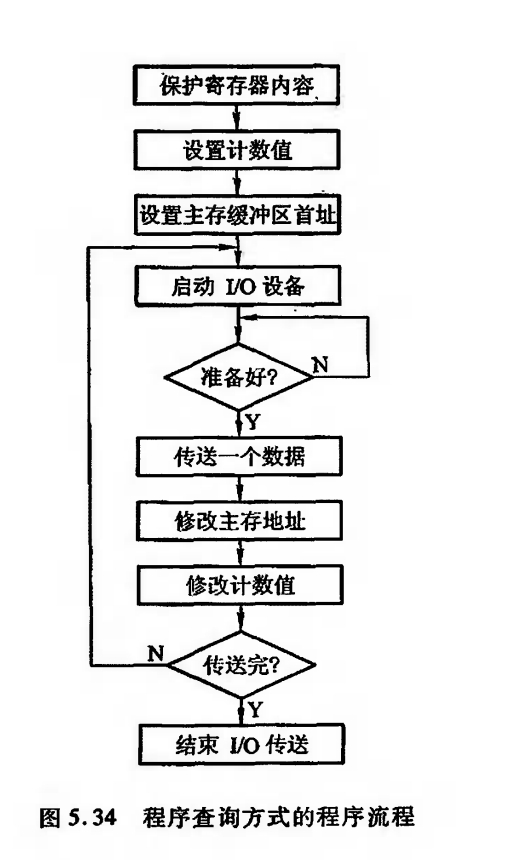 保护寄存器内容
设置计数值
设置主存缓冲区首址
启动 I/O 设备
准备好?
N
Y
传送一个数据
修改主存地址
修改计数值
N
传送完?
Y
结束 I/O 传送
图 5.34 程序查询方式的程序流程